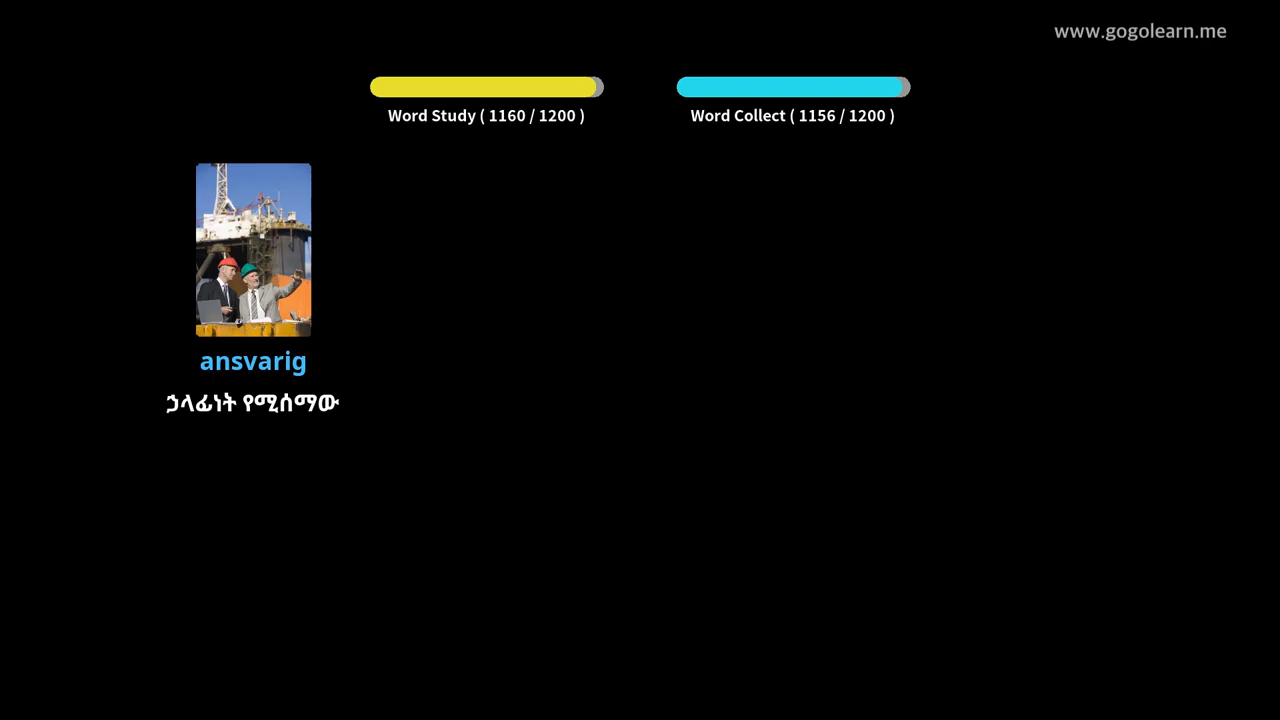 www.gogolearn.me
Word Study ( 1160 / 1200 )
Word Collect ( 1156 / 1200 )
ansvarig
ኃላፊነት የሚሰማው